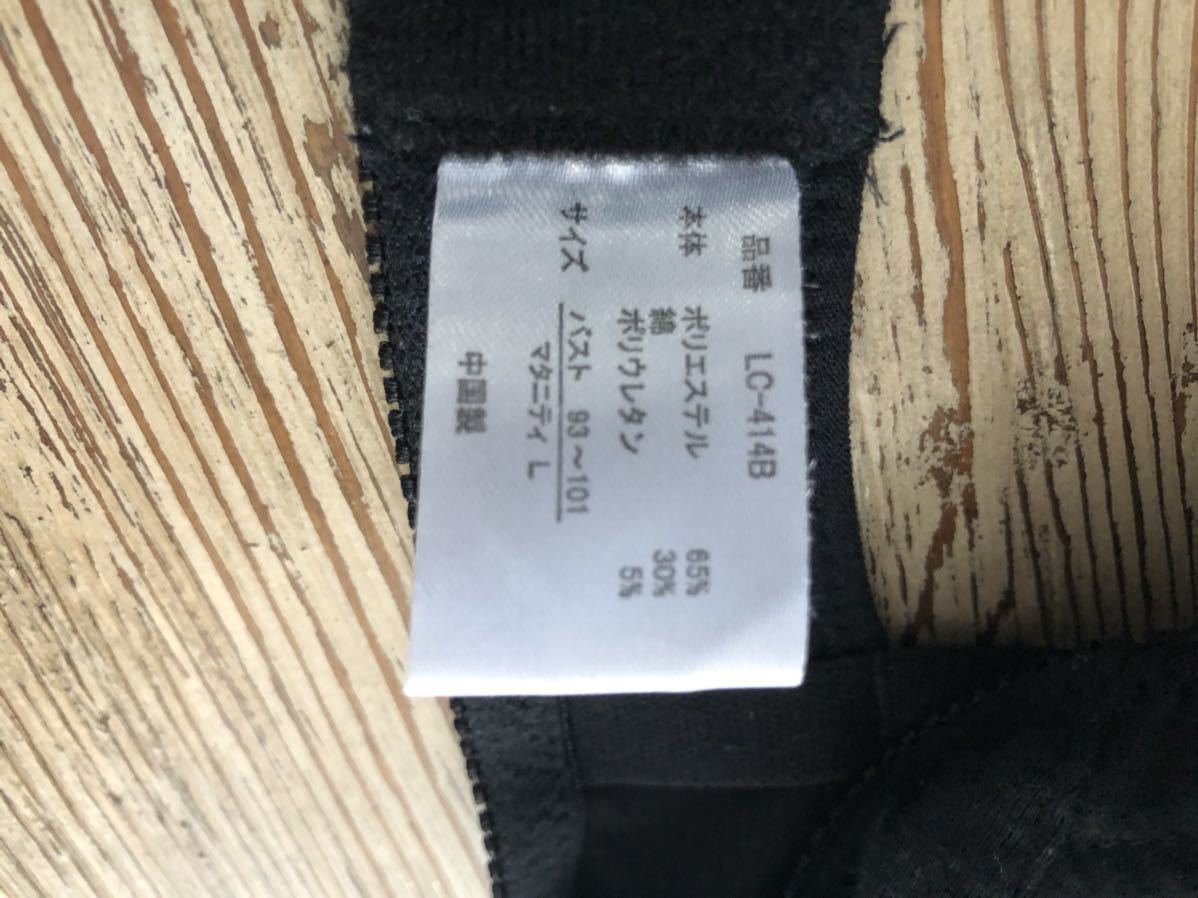 品番 LC-414B
本体 ポリエステル 65%
綿 30%
ポリウレタン 5%
サイズ バスト 93～101
マタニティ L
中国製